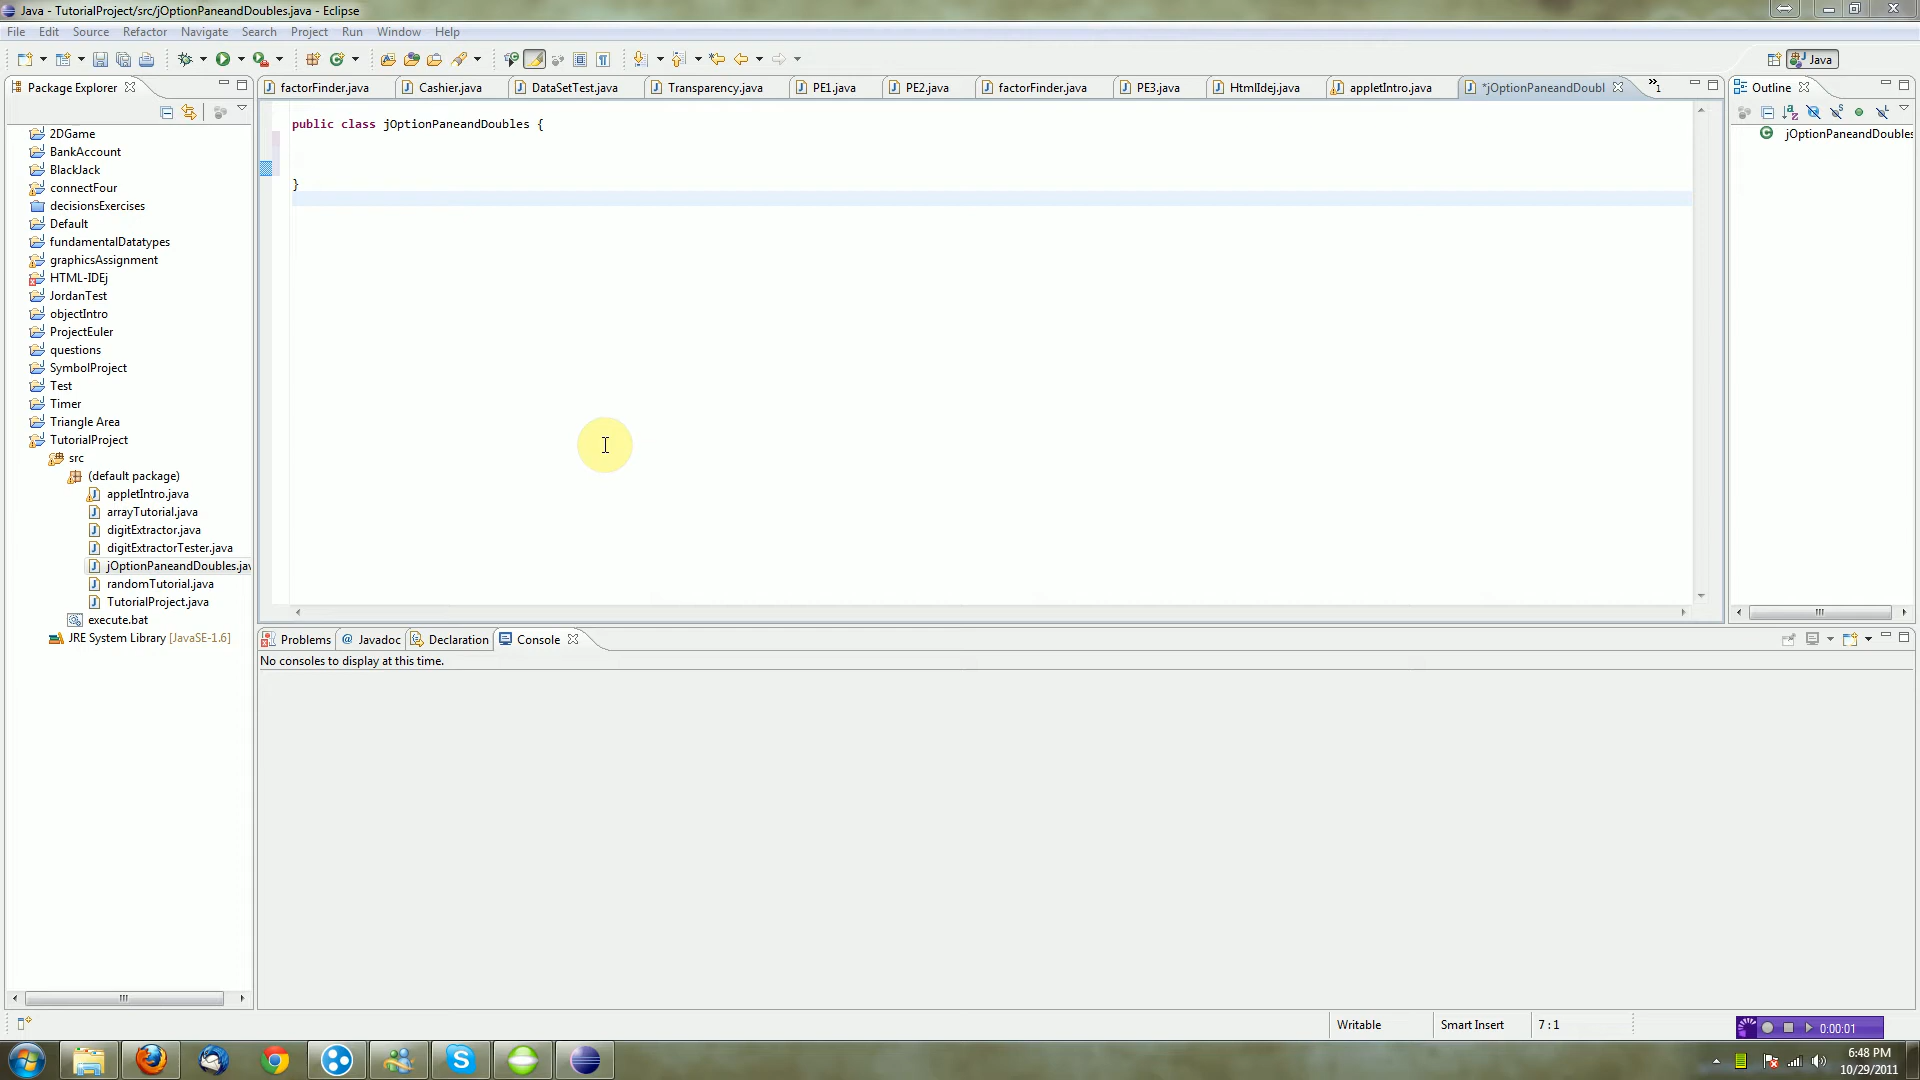 Java - TutorialProject/src/jOptionPaneandDoubles.java - Eclipse
File Edit Source Refactor Navigate Search Project Run Window Help
Java
Package Explorer
factorFinder.java Cashier.java DataSetTest.java Transparency.java PE1.java PE2.java factorFinder.java PE3.java HtmlIdej.java appletIntro.java *jOptionPaneandDoubl »1
Outline
jOptionPaneandDoubles
public class jOptionPaneandDoubles {
}
2DGame
BankAccount
BlackJack
connectFour
decisionsExercises
Default
fundamentalDatatypes
graphicsAssignment
HTML-IDEj
JordanTest
objectIntro
ProjectEuler
questions
SymbolProject
Test
Timer
Triangle Area
TutorialProject
src
(default package)
appletIntro.java
arrayTutorial.java
digitExtractor.java
digitExtractorTester.java
jOptionPaneandDoubles.jav
randomTutorial.java
TutorialProject.java
execute.bat
JRE System Library [JavaSE-1.6]
Problems @ Javadoc Declaration Console
No consoles to display at this time.
Writable Smart Insert 7 : 1
0:00:01
6:48 PM
10/29/2011